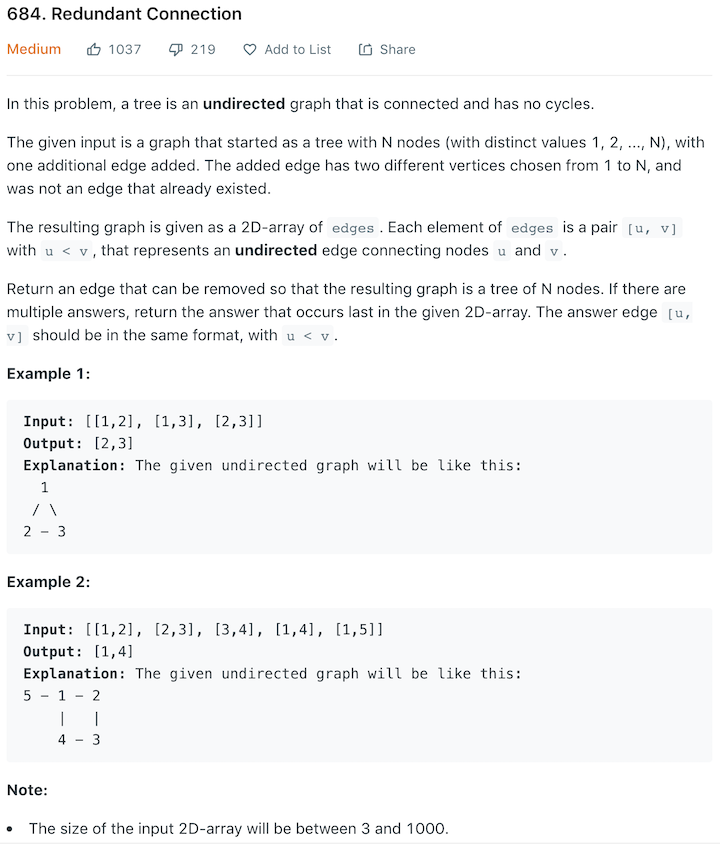 684. Redundant Connection
Medium 1037 219 Add to List Share
In this problem, a tree is an undirected graph that is connected and has no cycles.
The given input is a graph that started as a tree with N nodes (with distinct values 1, 2, ..., N), with
one additional edge added. The added edge has two different vertices chosen from 1 to N, and
was not an edge that already existed.
The resulting graph is given as a 2D-array of edges . Each element of edges is a pair [u, v]
with u < v , that represents an undirected edge connecting nodes u and v .
Return an edge that can be removed so that the resulting graph is a tree of N nodes. If there are
multiple answers, return the answer that occurs last in the given 2D-array. The answer edge [u,
v] should be in the same format, with u < v .
Example 1:
Input: [[1,2], [1,3], [2,3]]
Output: [2,3]
Explanation: The given undirected graph will be like this:
  1
 / \
2 - 3
Example 2:
Input: [[1,2], [2,3], [3,4], [1,4], [1,5]]
Output: [1,4]
Explanation: The given undirected graph will be like this:
5 - 1 - 2
    |   |
    4 - 3
Note:
• The size of the input 2D-array will be between 3 and 1000.